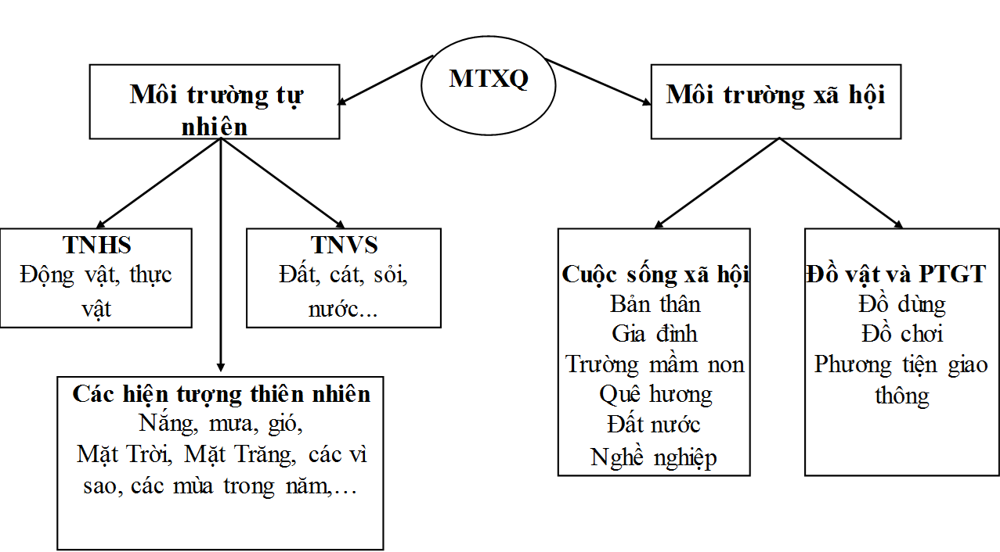 MTXQ
Môi trường tự
nhiên
Môi trường xã hội
TNHS
Động vật, thực
vật
TNVS
Đất, cát, sỏi,
nước...
Các hiện tượng thiên nhiên
Nắng, mưa, gió,
Mặt Trời, Mặt Trăng, các vì
sao, các mùa trong năm,…
Cuộc sống xã hội
Bản thân
Gia đình
Trường mầm non
Quê hương
Đất nước
Nghề nghiệp
Đồ vật và PTGT
Đồ dùng
Đồ chơi
Phương tiện giao
thông